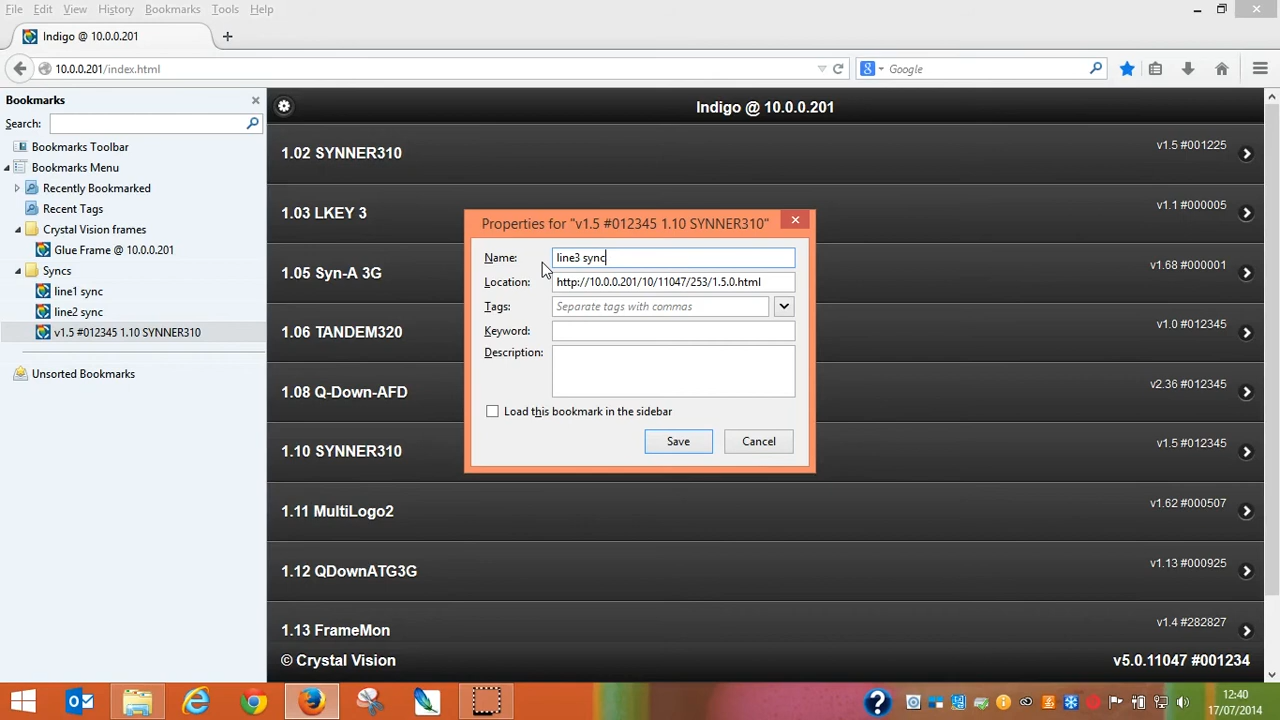 File Edit View History Bookmarks Tools Help
Indigo @ 10.0.0.201
10.0.0.201/index.html
Google
Bookmarks
Search:
Bookmarks Toolbar
Bookmarks Menu
Recently Bookmarked
Recent Tags
Crystal Vision frames
Glue Frame @ 10.0.0.201
Syncs
line1 sync
line2 sync
v1.5 #012345 1.10 SYNNER310
Unsorted Bookmarks
Indigo @ 10.0.0.201
1.02 SYNNER310 v1.5 #001225
1.03 LKEY 3 v1.1 #000005
1.05 Syn-A 3G v1.68 #000001
1.06 TANDEM320 v1.0 #012345
1.08 Q-Down-AFD v2.36 #012345
1.10 SYNNER310 v1.5 #012345
1.11 MultiLogo2 v1.62 #000507
1.12 QDownATG3G v1.13 #000925
1.13 FrameMon v1.4 #282827
© Crystal Vision v5.0.11047 #001234
Properties for "v1.5 #012345 1.10 SYNNER310"
Name: line3 sync
Location: http://10.0.0.201/10/11047/253/1.5.0.html
Tags: Separate tags with commas
Keyword:
Description:
Load this bookmark in the sidebar
Save Cancel
12:40
17/07/2014